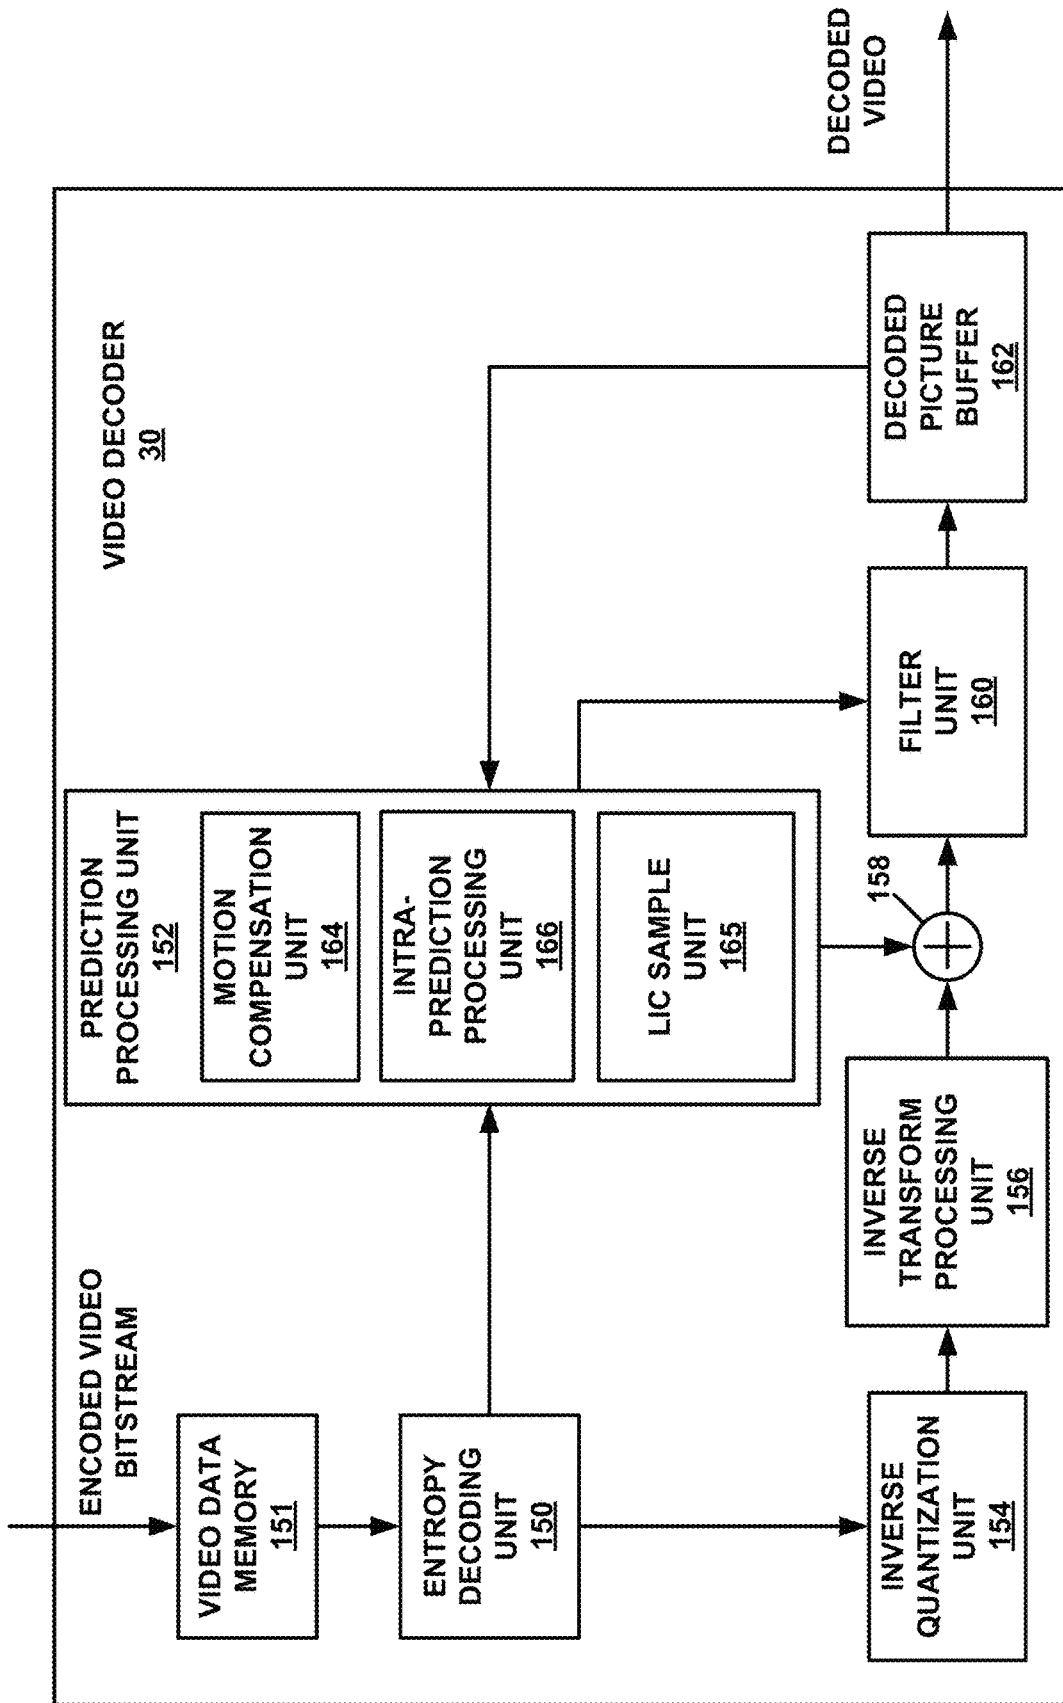 VIDEO DECODER
30
ENCODED VIDEO
BITSTREAM
VIDEO DATA
MEMORY
151
ENTROPY
DECODING
UNIT
150
PREDICTION
PROCESSING UNIT
152
MOTION
COMPENSATION
UNIT
164
INTRA-
PREDICTION
PROCESSING
UNIT
166
LIC SAMPLE
UNIT
165
INVERSE
QUANTIZATION
UNIT
154
INVERSE
TRANSFORM
PROCESSING
UNIT
156
158
FILTER
UNIT
160
DECODED
PICTURE
BUFFER
162
DECODED
VIDEO